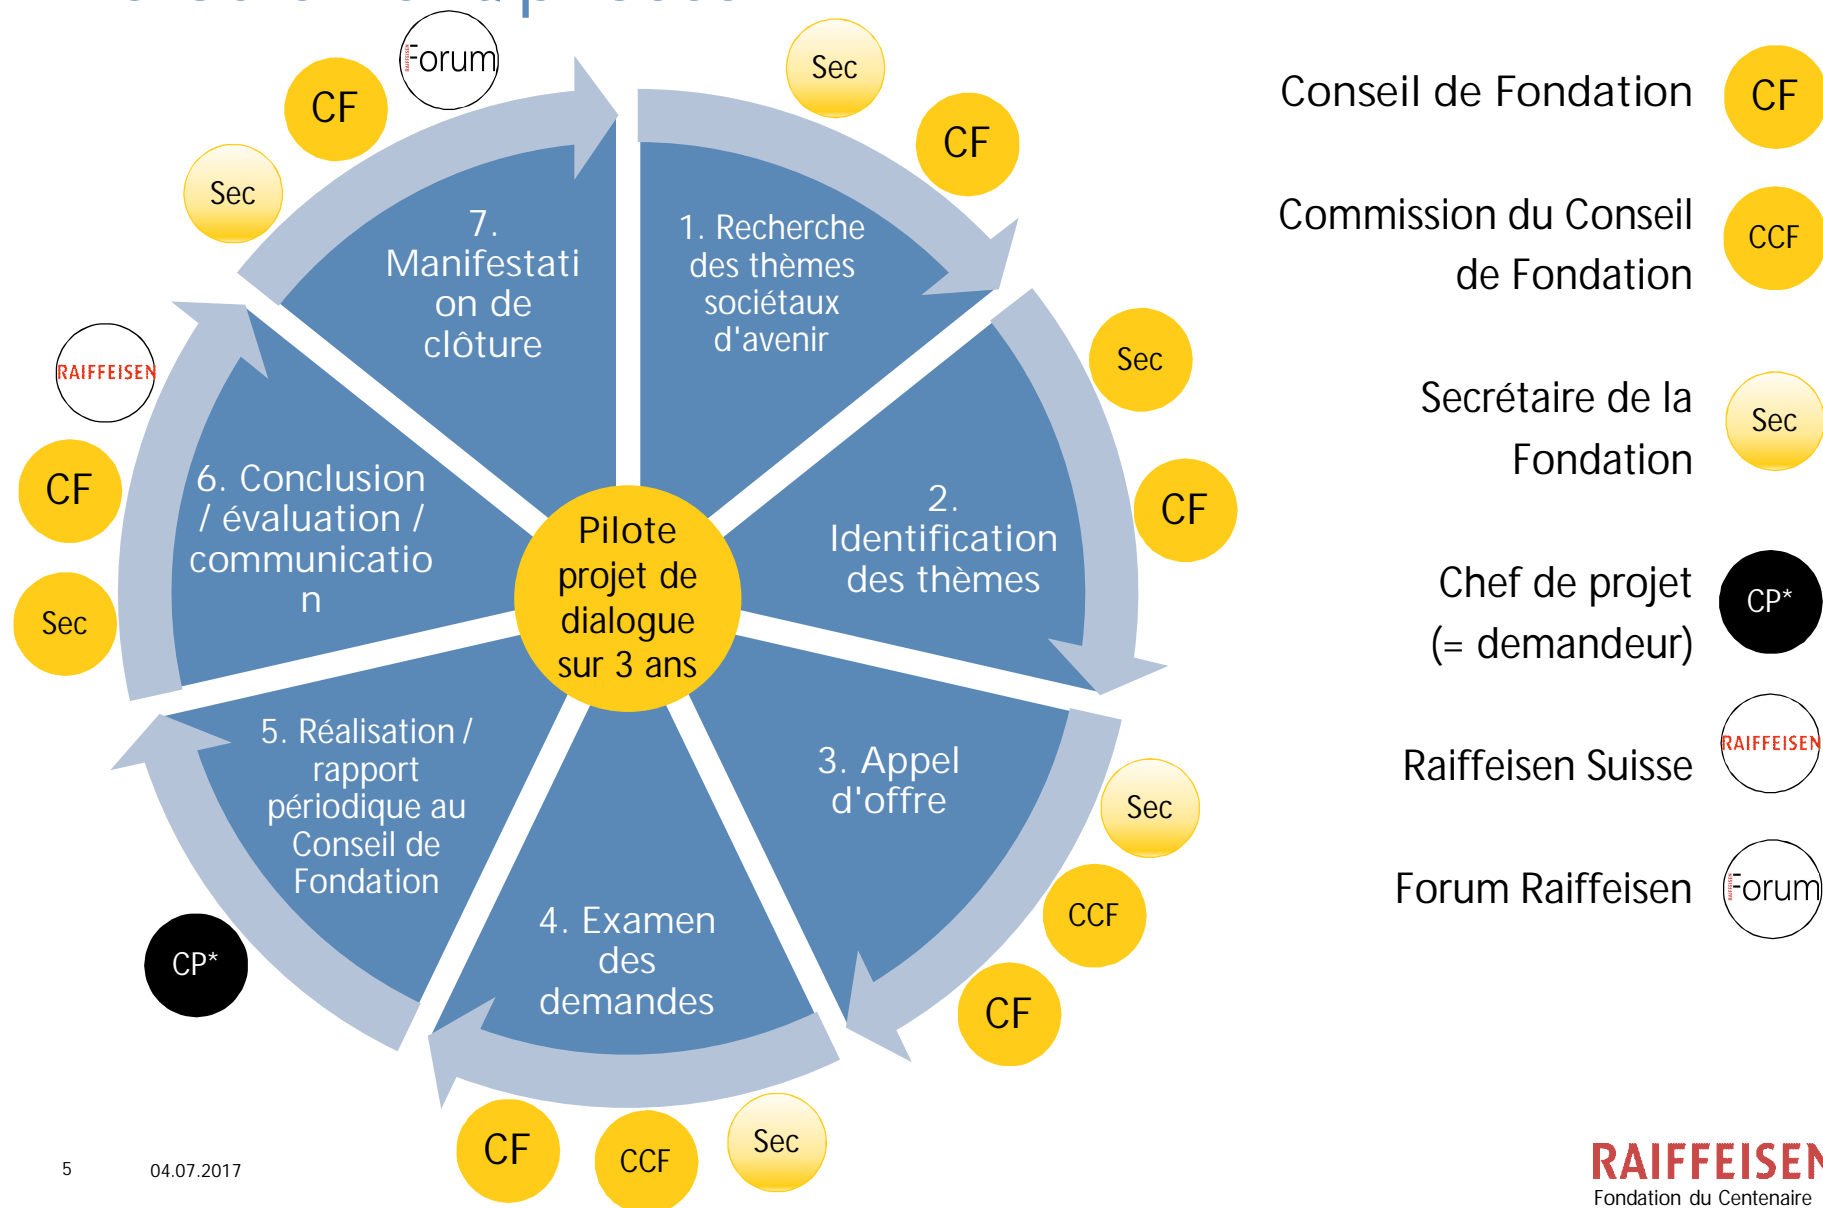 Forum
CF
Sec
Sec
CF
7.
Manifestati
on de
clôture
1. Recherche
des thèmes
sociétaux
d'avenir
Sec
CF
2.
Identification
des thèmes
RAIFFEISEN
CF
Sec
6. Conclusion
/ évaluation /
communicatio
n
Pilote
projet de
dialogue
sur 3 ans
5. Réalisation /
rapport
périodique au
Conseil de
Fondation
3. Appel
d'offre
Sec
CCF
CF
4. Examen
des
demandes
CP*
CF
CCF
Sec
Conseil de Fondation
CF
Commission du Conseil
de Fondation
CCF
Secrétaire de la
Fondation
Sec
Chef de projet
(= demandeur)
CP*
Raiffeisen Suisse
RAIFFEISEN
Forum Raiffeisen
Forum
5
04.07.2017
RAIFFEISEN
Fondation du Centenaire